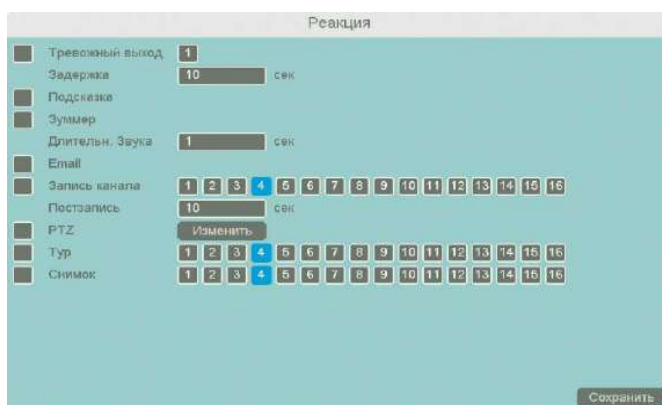 Реакция
Тревожный выход 1
Задержка 10 сек
Подсказка
Зуммер
Длительн. Звука 1 сек
Email
Запись канала 1 2 3 4 5 6 7 8 9 10 11 12 13 14 15 16
Постзапись 10 сек
PTZ Изменить
Тур 1 2 3 4 5 6 7 8 9 10 11 12 13 14 15 16
Снимок 1 2 3 4 5 6 7 8 9 10 11 12 13 14 15 16
Сохранить